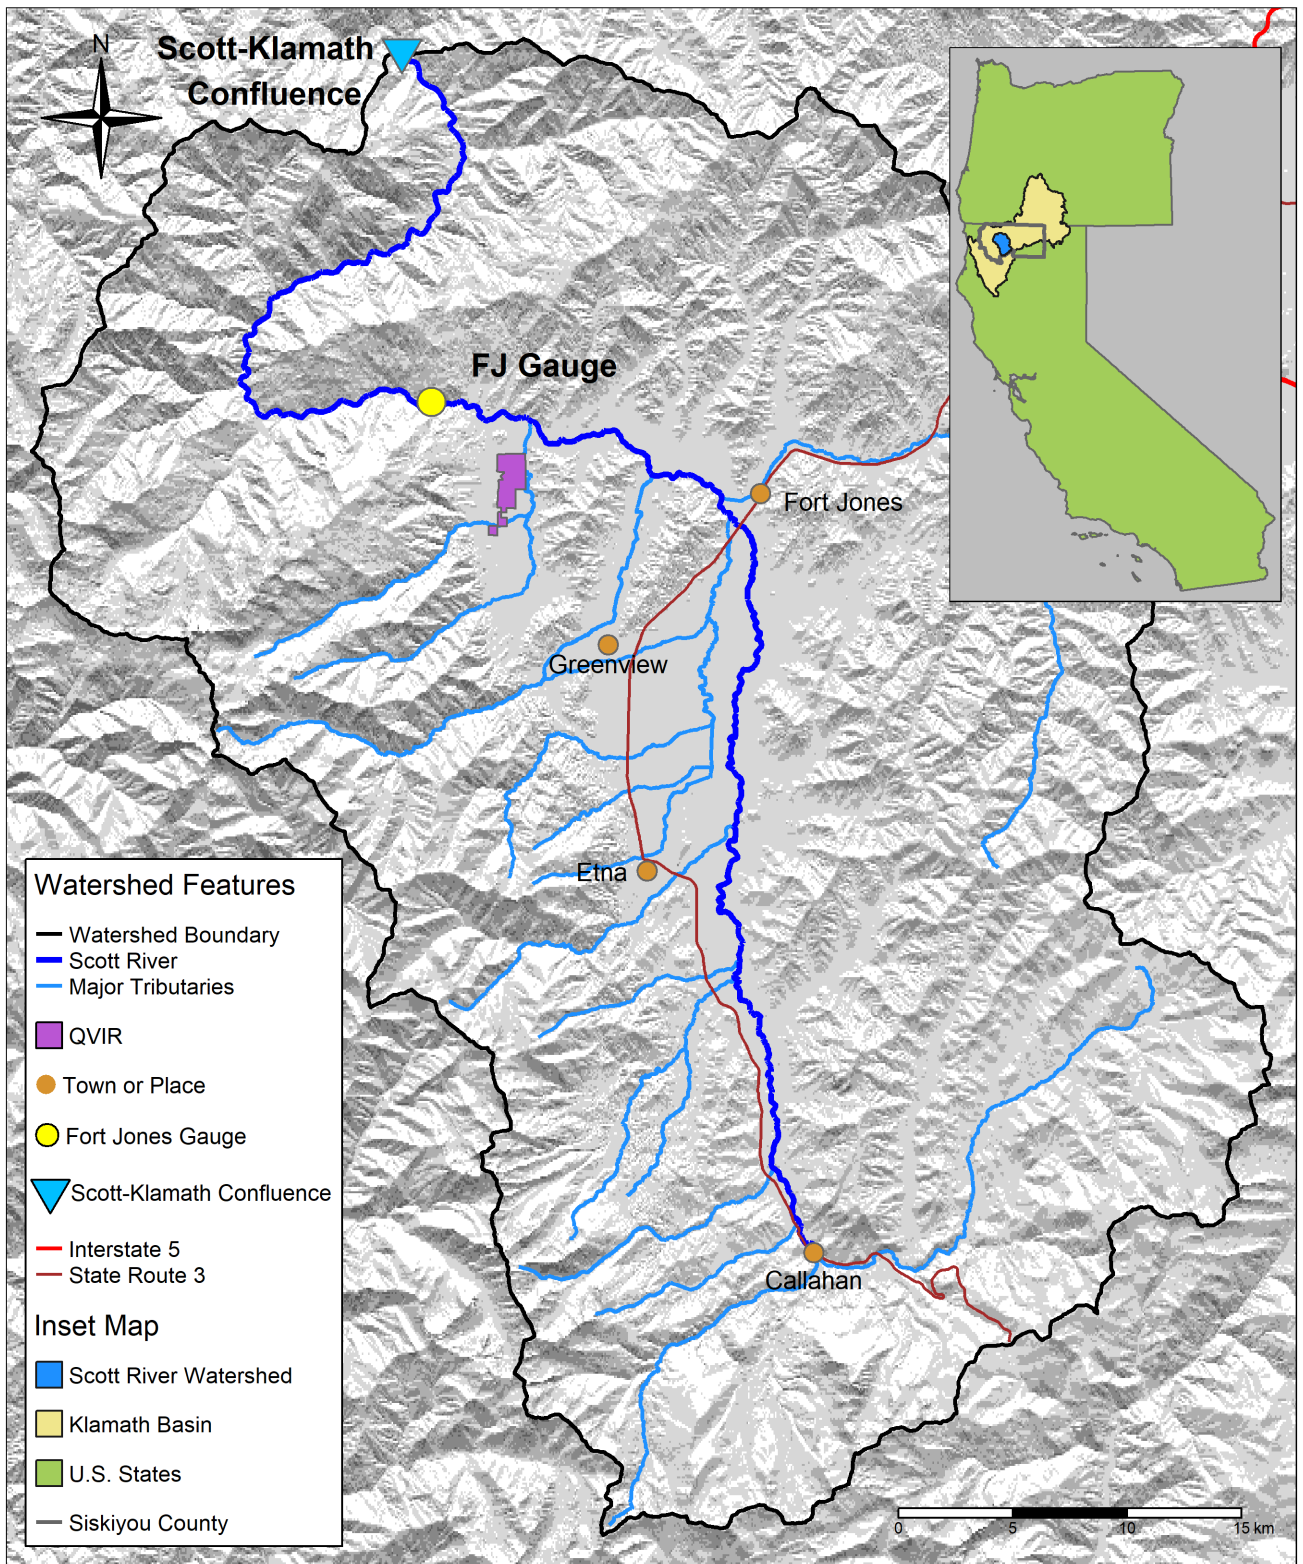 N
Scott-Klamath
Confluence
FJ Gauge
Fort Jones
Greenview
Etna
Callahan
Watershed Features
Watershed Boundary
Scott River
Major Tributaries
QVIR
Town or Place
Fort Jones Gauge
Scott-Klamath Confluence
Interstate 5
State Route 3
Inset Map
Scott River Watershed
Klamath Basin
U.S. States
Siskiyou County
0 5 10 15 km